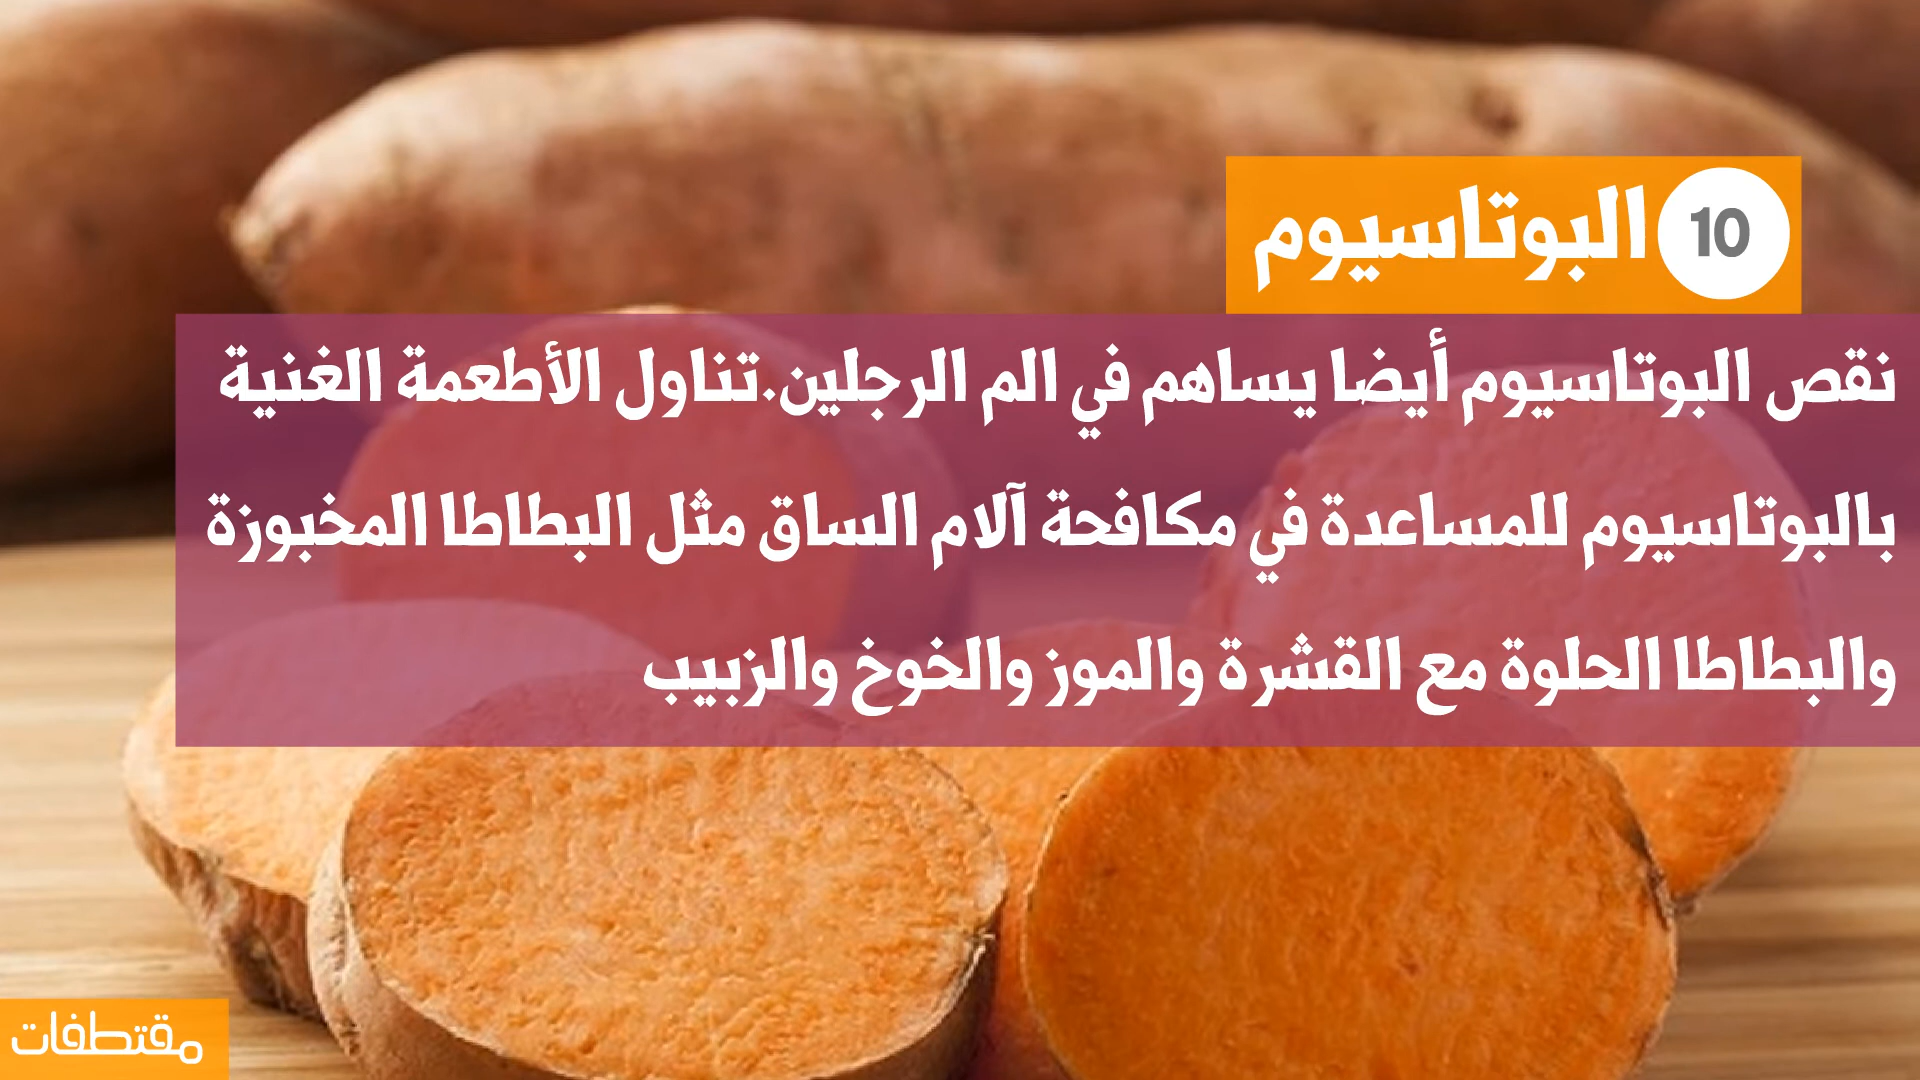 10 البوتاسيوم
نقص البوتاسيوم أيضا يساهم في الم الرجلين.تناول الأطعمة الغنية
بالبوتاسيوم للمساعدة في مكافحة آلام الساق مثل البطاطا المخبوزة
والبطاطا الحلوة مع القشرة والموز والخوخ والزبيب
مقتطفات